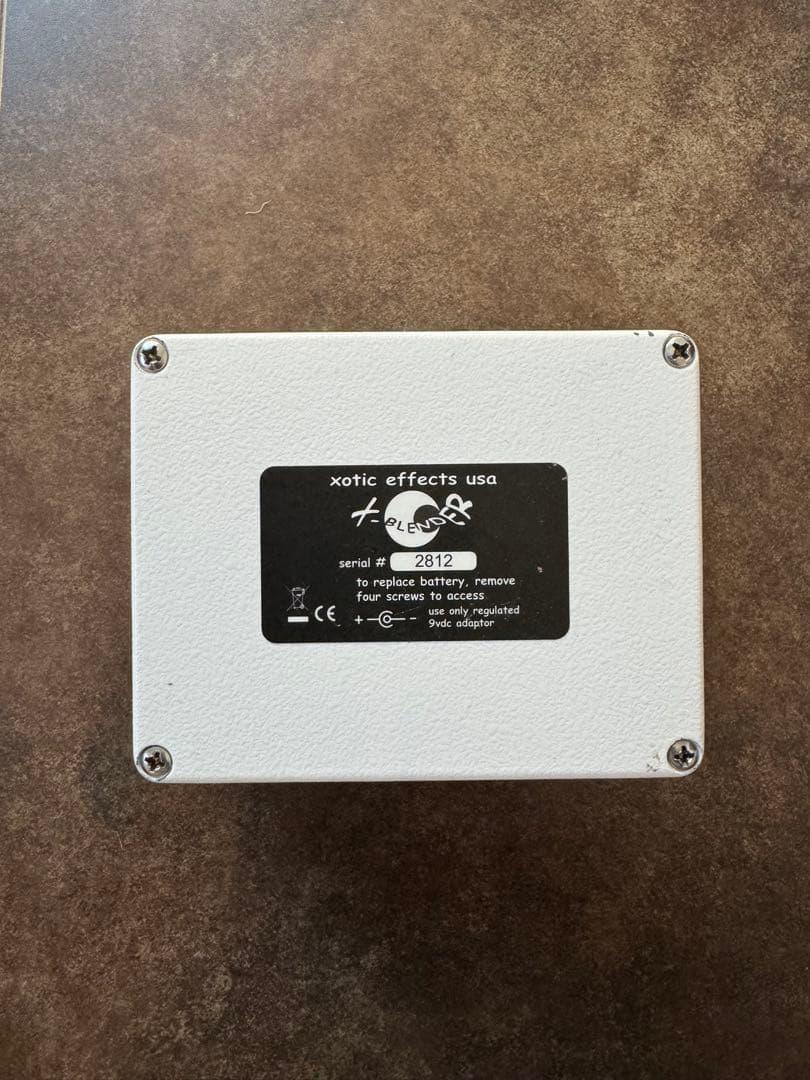 xotic effects usa
X-BLENDER
serial # 2812
to replace battery, remove
four screws to access
CE + - use only regulated
9vdc adaptor